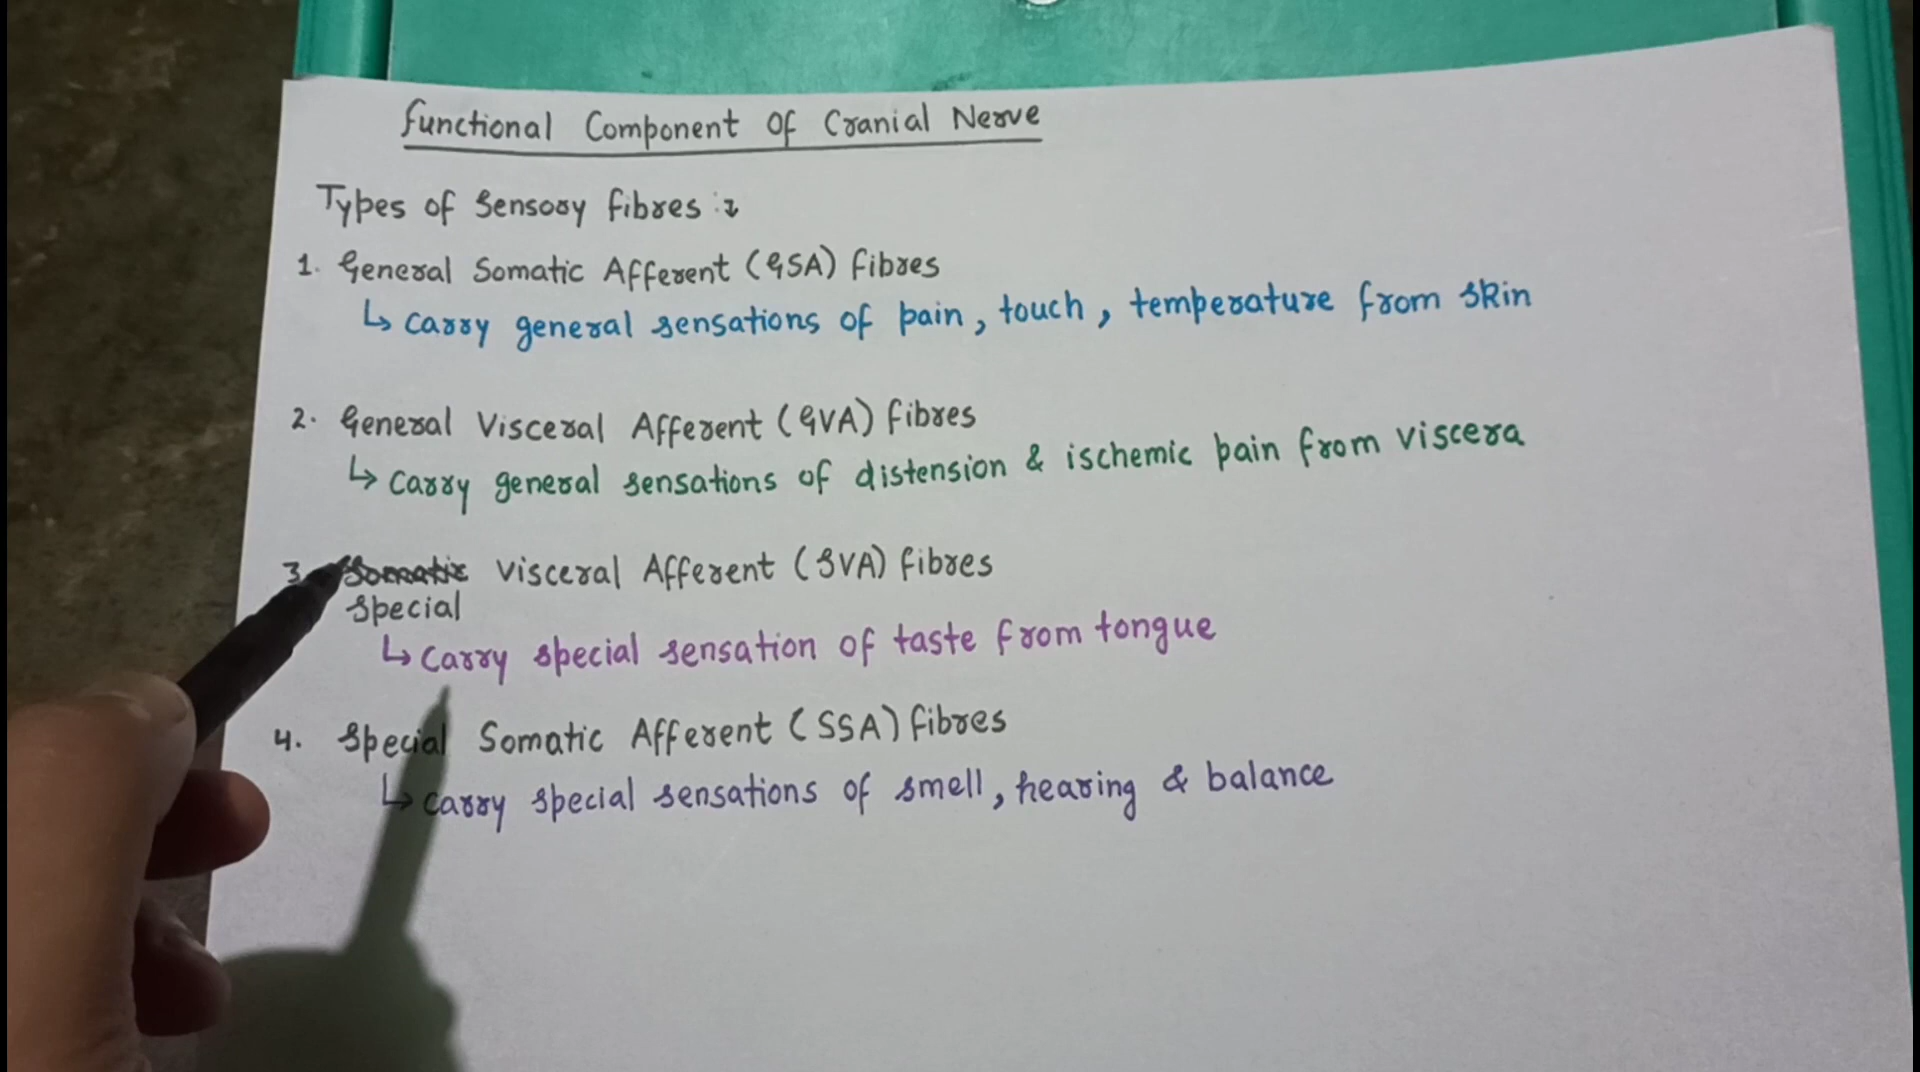 Functional Component Of Cranial Nerve
Types of Sensory fibres :-
1. General Somatic Afferent (GSA) fibres
↳ carry general sensations of pain, touch, temperature from skin
2. General Visceral Afferent (GVA) fibres
↳ carry general sensations of distension & ischemic pain from viscera
3. Somatic Visceral Afferent (SVA) fibres
Special
↳ carry special sensation of taste from tongue
4. Special Somatic Afferent (SSA) fibres
↳ carry special sensations of smell, hearing & balance